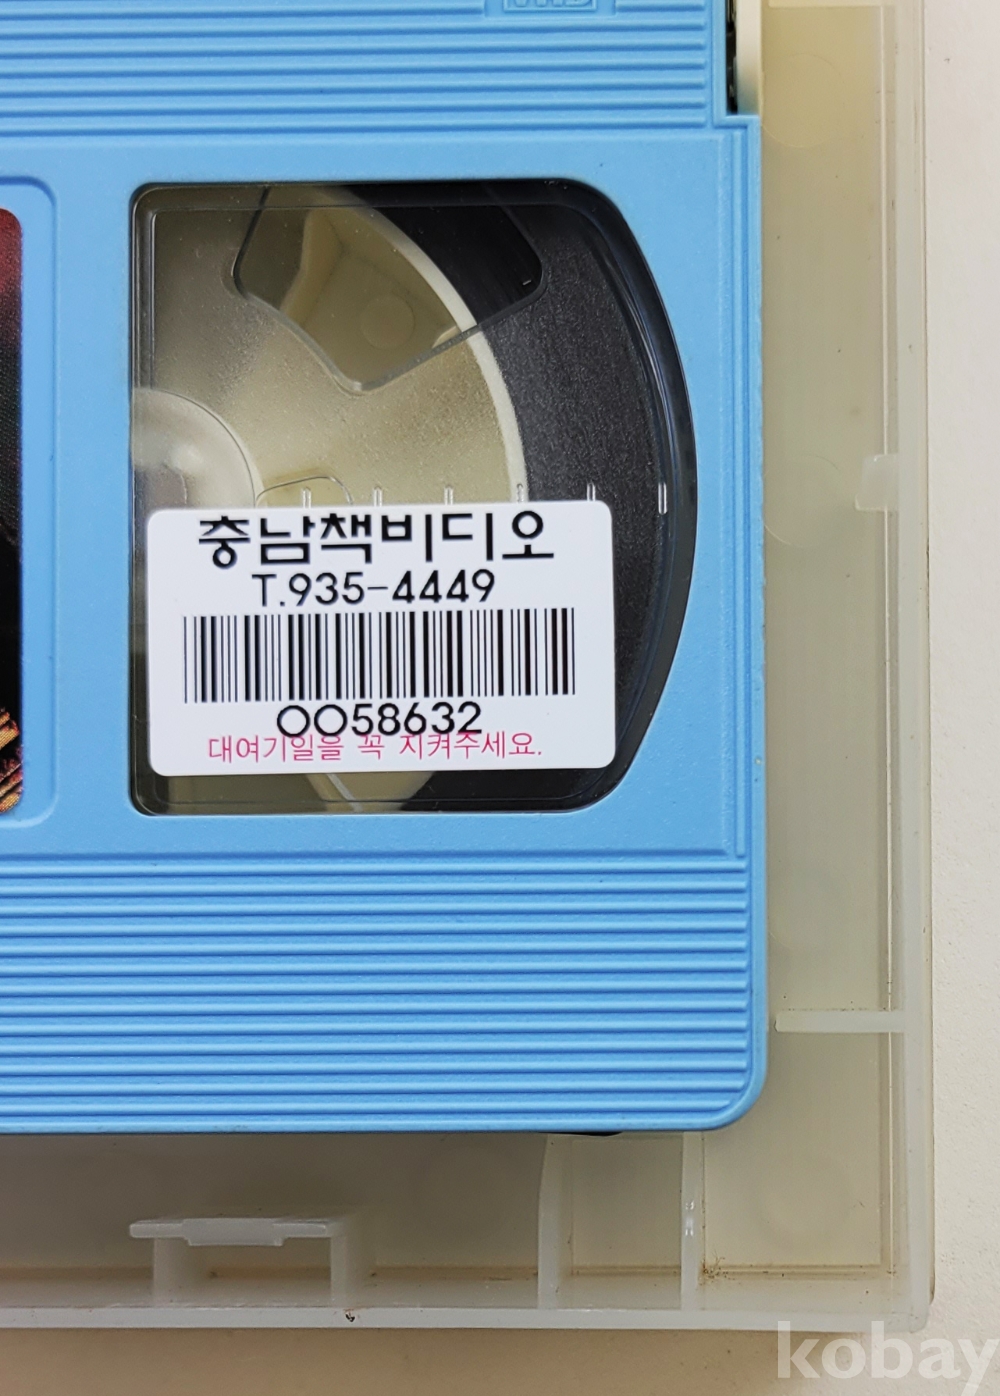 VHS
충남책비디오
T.935-4449
0058632
대여기일을 꼭 지켜주세요.
kobay